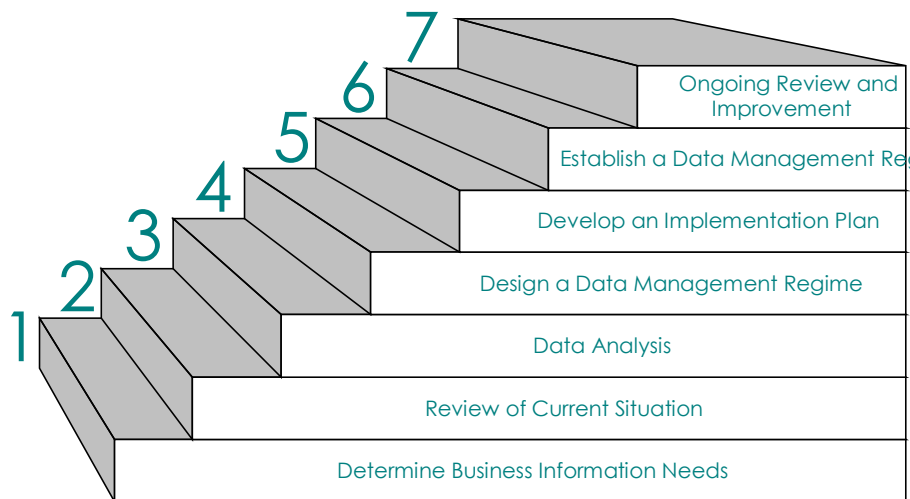 7
Ongoing Review and
Improvement
6
Establish a Data Management
5
Develop an Implementation Plan
4
Design a Data Management Regime
3
Data Analysis
2
Review of Current Situation
1
Determine Business Information Needs